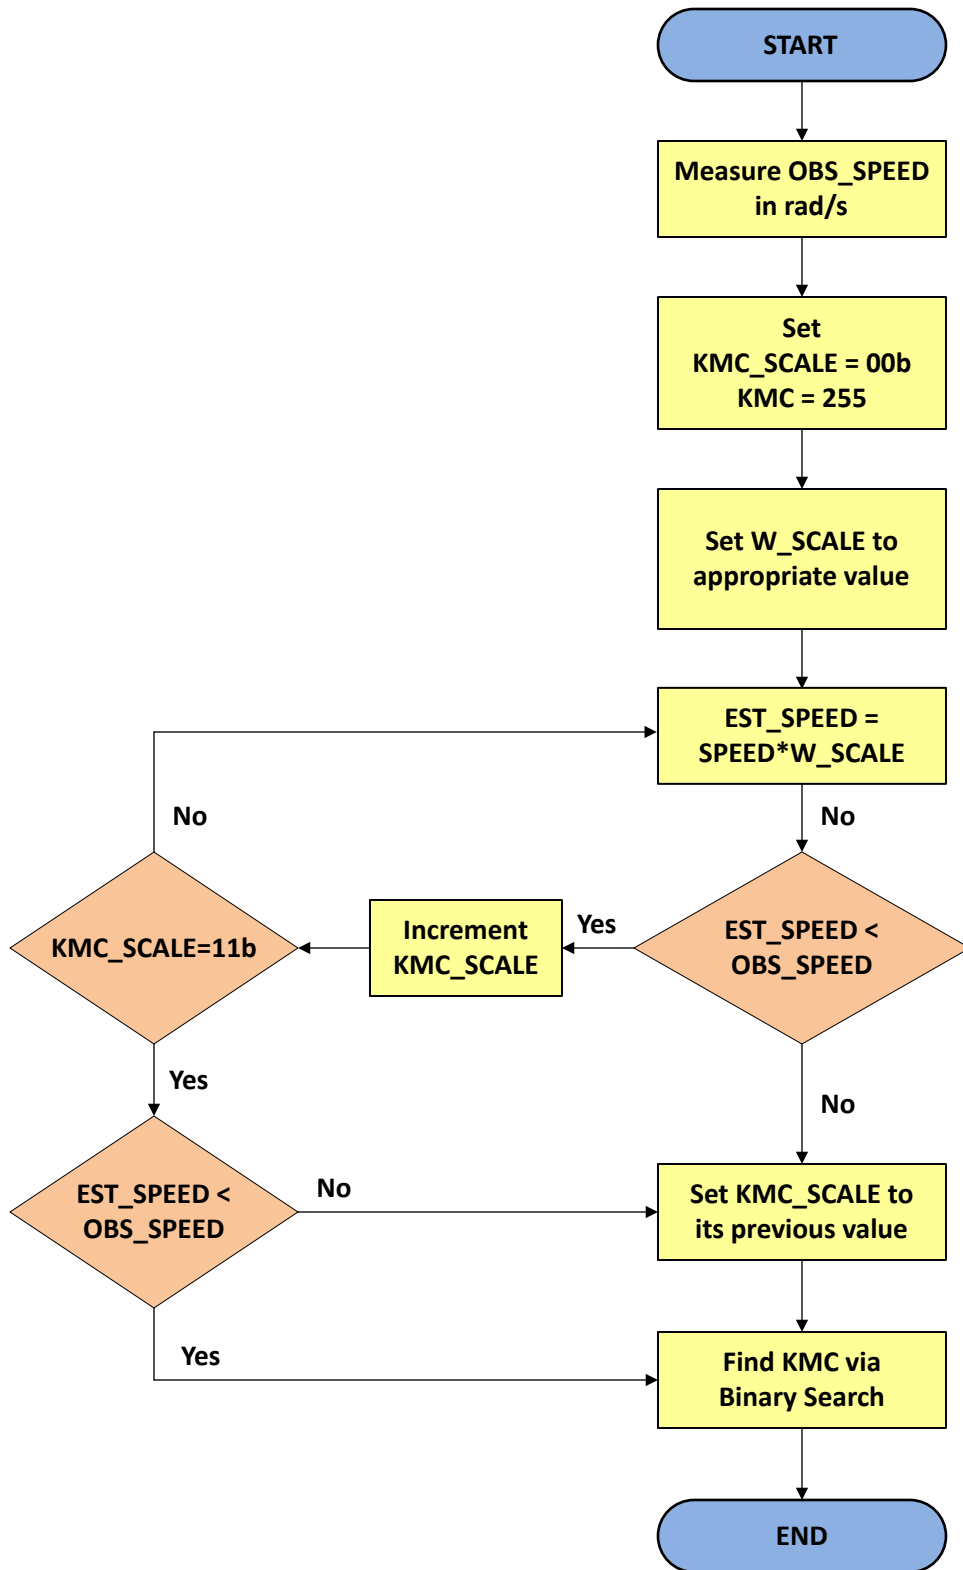 START
Measure OBS_SPEED
in rad/s
Set
KMC_SCALE = 00b
KMC = 255
Set W_SCALE to
appropriate value
EST_SPEED =
SPEED*W_SCALE
No
No
EST_SPEED <
OBS_SPEED
Yes
Increment
KMC_SCALE
KMC_SCALE=11b
Yes
No
EST_SPEED <
OBS_SPEED
No
Set KMC_SCALE to
its previous value
Yes
Find KMC via
Binary Search
END